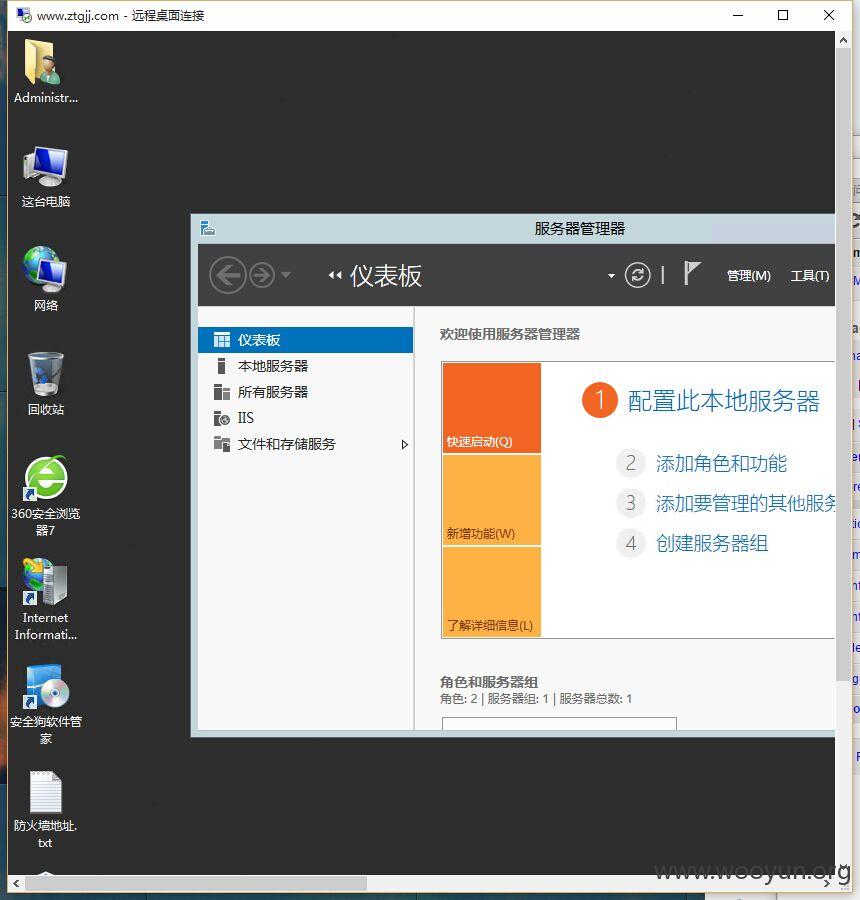 www.ztgjj.com - 远程桌面连接
Administr...
这台电脑
网络
回收站
360安全浏览
器7
Internet
Informati...
安全狗软件管
家
防火墙地址.
txt
服务器管理器
仪表板
管理(M)
工具(T)
仪表板
本地服务器
所有服务器
IIS
文件和存储服务
欢迎使用服务器管理器
快速启动(Q)
新增功能(W)
了解详细信息(L)
1 配置此本地服务器
2 添加角色和功能
3 添加要管理的其他服务
4 创建服务器组
角色和服务器组
角色: 2 | 服务器组: 1 | 服务器总数: 1
www.wooyun.org